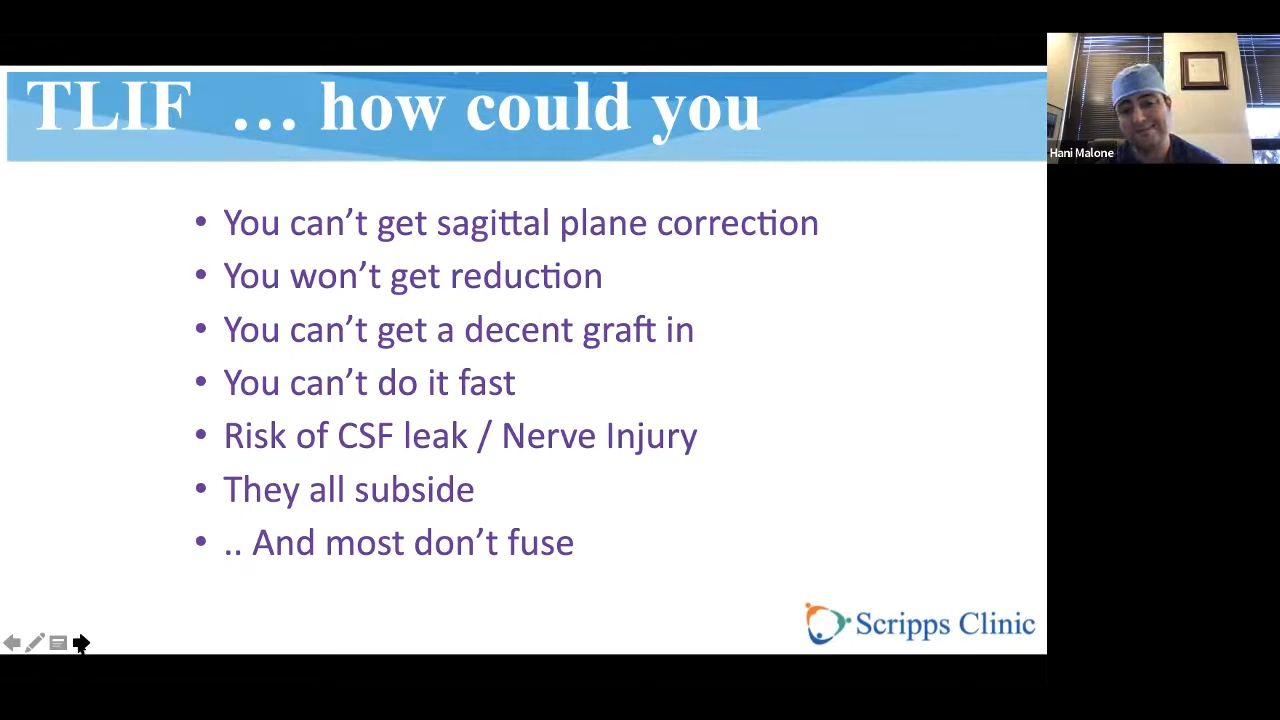 TLIF … how could you
Hani Malone
• You can’t get sagittal plane correction
• You won’t get reduction
• You can’t get a decent graft in
• You can’t do it fast
• Risk of CSF leak / Nerve Injury
• They all subside
• .. And most don’t fuse
Scripps Clinic